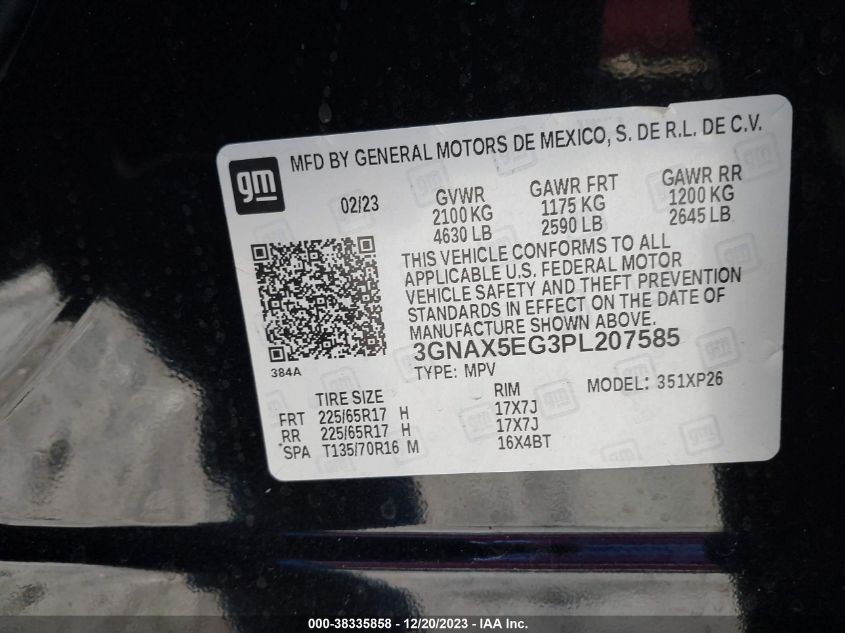 gm
MFD BY GENERAL MOTORS DE MEXICO, S. DE R.L. DE C.V.
02/23
GVWR GAWR FRT GAWR RR
2100 KG 1175 KG 1200 KG
4630 LB 2590 LB 2645 LB
THIS VEHICLE CONFORMS TO ALL
APPLICABLE U.S. FEDERAL MOTOR
VEHICLE SAFETY AND THEFT PREVENTION
STANDARDS IN EFFECT ON THE DATE OF
MANUFACTURE SHOWN ABOVE.
3GNAX5EG3PL207585
384A
TYPE: MPV MODEL: 351XP26
TIRE SIZE RIM
FRT 225/65R17 H 17X7J
RR 225/65R17 H 17X7J
SPA T135/70R16 M 16X4BT
000-38335858 - 12/20/2023 - IAA Inc.